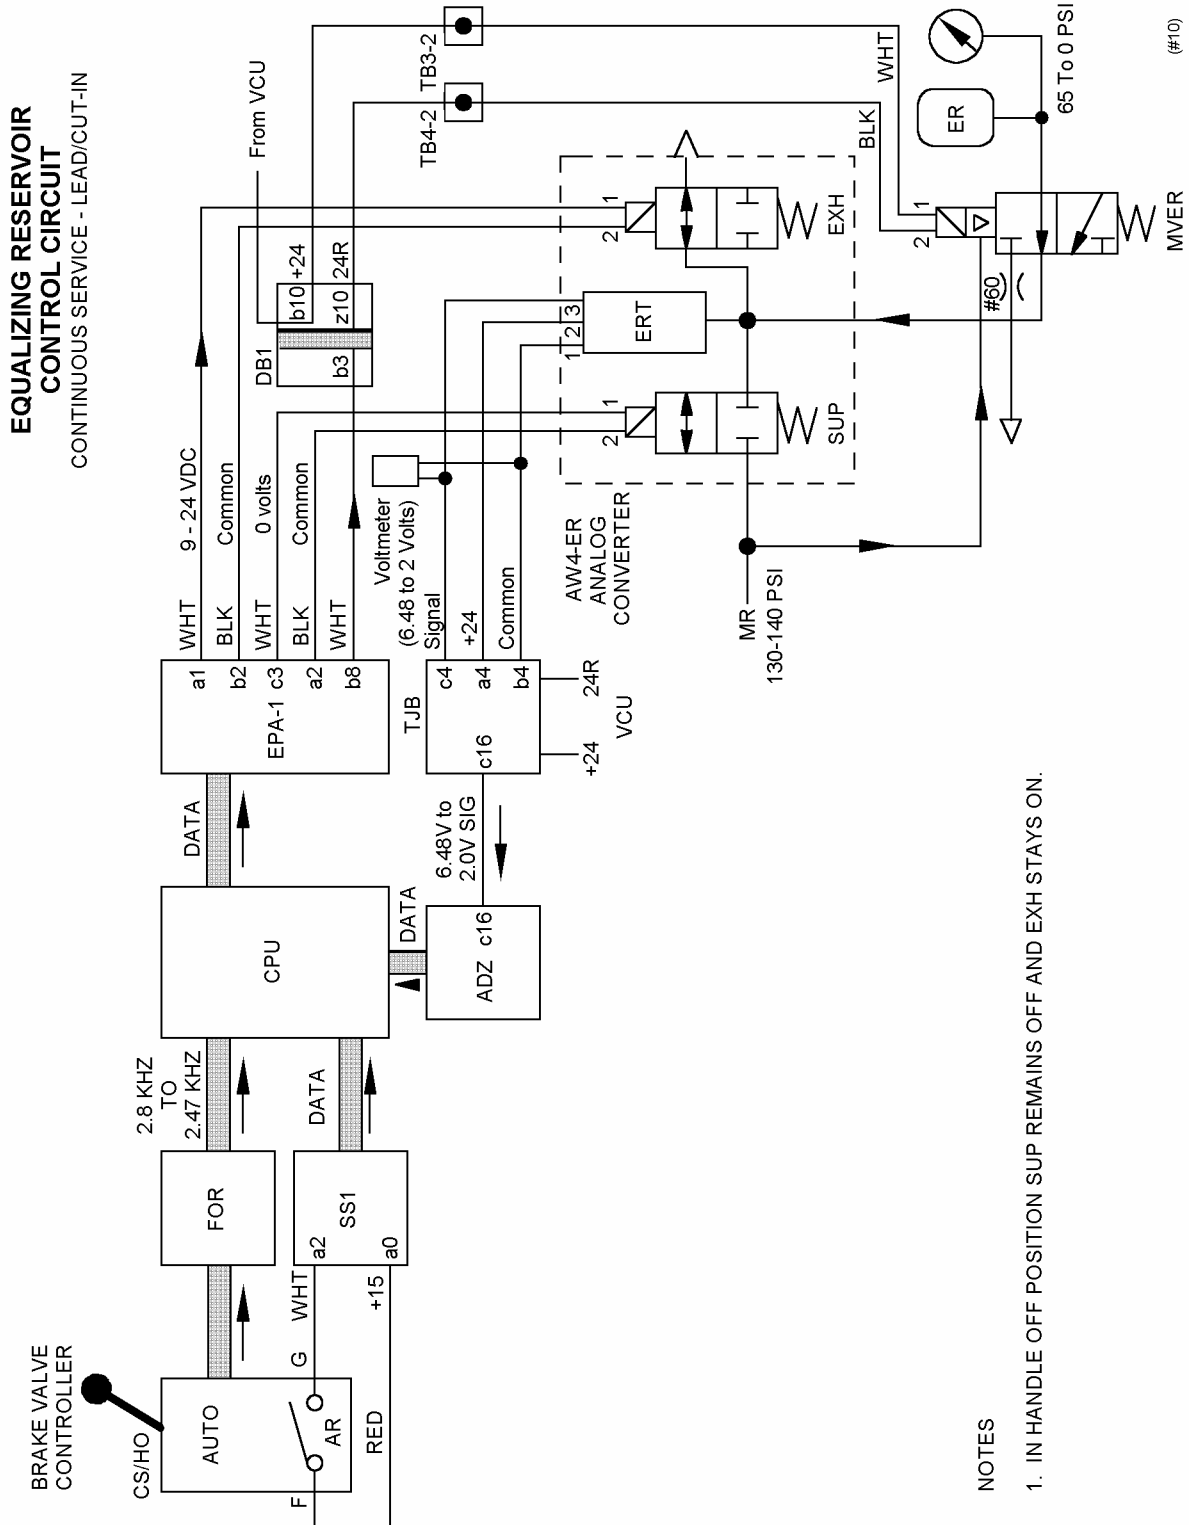 EQUALIZING RESERVOIR
CONTROL CIRCUIT
CONTINUOUS SERVICE - LEAD/CUT-IN
BRAKE VALVE
CONTROLLER
CS/HO
AUTO
AR
F
G
WHT
RED
+15
FOR
SS1
a2
a0
2.8 KHZ
TO
2.47 KHZ
DATA
CPU
DATA
DATA
ADZ
c16
6.48V to
2.0V SIG
EPA-1
a1
b2
c3
a2
b8
WHT
BLK
WHT
BLK
WHT
9 - 24 VDC
Common
0 volts
Common
TJB
c16
c4
a4
b4
+24
24R
VCU
Signal
+24
Common
Voltmeter
(6.48 to 2 Volts)
DB1
b3
b10
z10
+24
24R
From VCU
TB4-2
TB3-2
AW4-ER
ANALOG
CONVERTER
MR
130-140 PSI
2
1
SUP
1
2
3
ERT
2
1
EXH
BLK
WHT
2
1
#60
MVER
ER
65 To 0 PSI
NOTES
1. IN HANDLE OFF POSITION SUP REMAINS OFF AND EXH STAYS ON.
(#10)